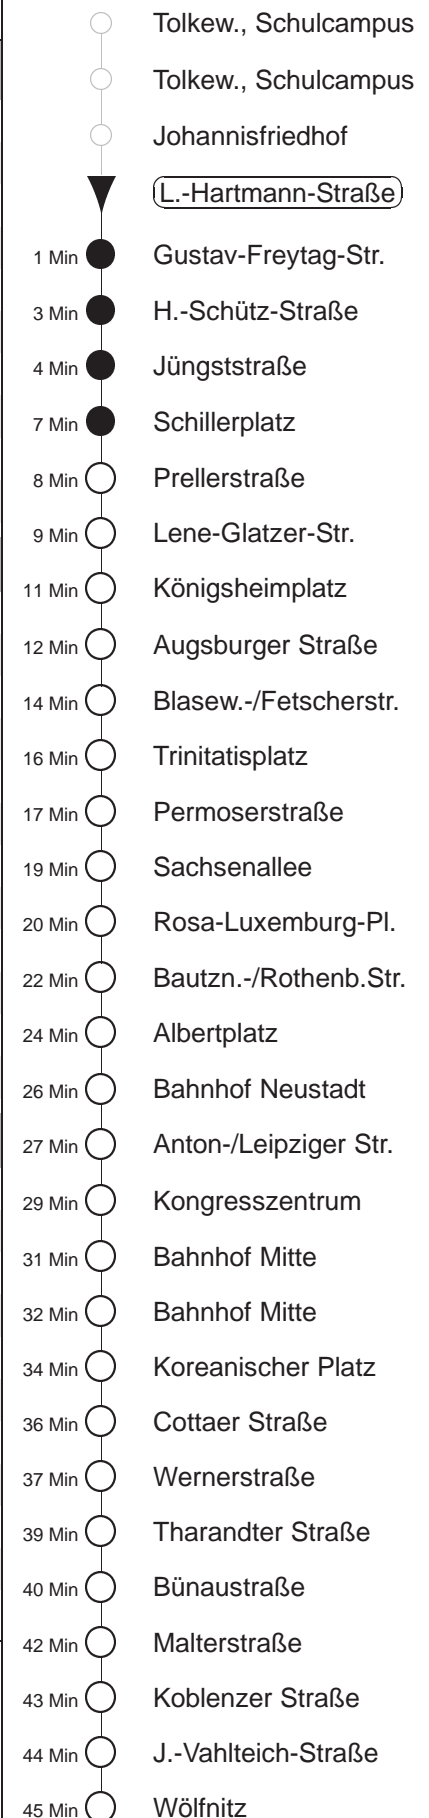 Tolkew., Schulcampus
Tolkew., Schulcampus
Johannisfriedhof
L.-Hartmann-Straße
1 Min Gustav-Freytag-Str.
3 Min H.-Schütz-Straße
4 Min Jüngststraße
7 Min Schillerplatz
8 Min Prellerstraße
9 Min Lene-Glatzer-Str.
11 Min Königsheimplatz
12 Min Augsburger Straße
14 Min Blasew.-/Fetscherstr.
16 Min Trinitatisplatz
17 Min Permoserstraße
19 Min Sachsenallee
20 Min Rosa-Luxemburg-Pl.
22 Min Bautzn.-/Rothenb.Str.
24 Min Albertplatz
26 Min Bahnhof Neustadt
27 Min Anton-/Leipziger Str.
29 Min Kongresszentrum
31 Min Bahnhof Mitte
32 Min Bahnhof Mitte
34 Min Koreanischer Platz
36 Min Cottaer Straße
37 Min Wernerstraße
39 Min Tharandter Straße
40 Min Bünaustraße
42 Min Malterstraße
43 Min Koblenzer Straße
44 Min J.-Vahlteich-Straße
45 Min Wölfnitz